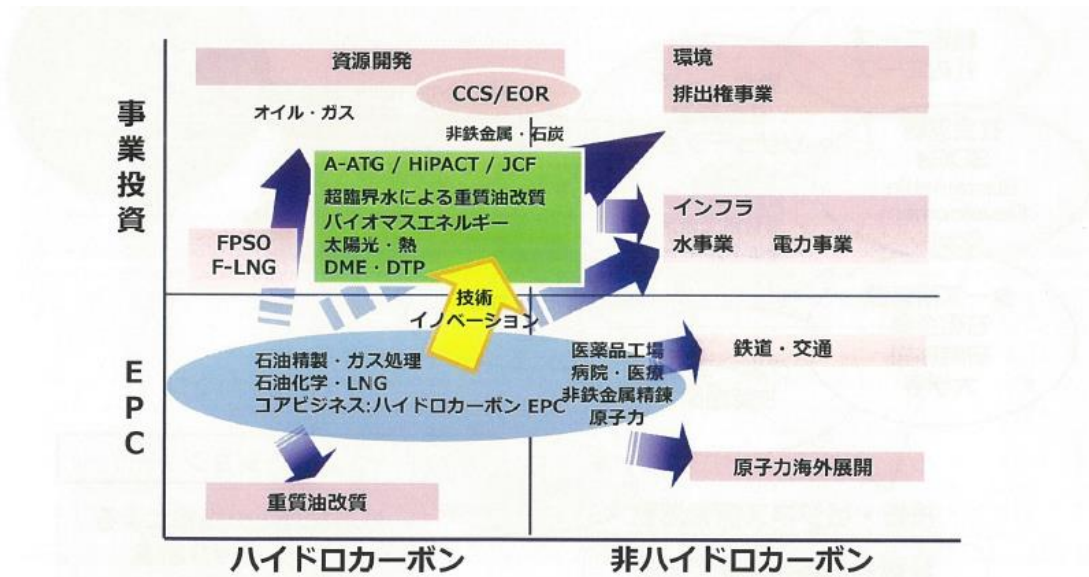 事業投資
EPC
資源開発
CCS/EOR
オイル・ガス
非鉄金属・石炭
A-ATG / HiPACT / JCF
超臨界水による重質油改質
バイオマスエネルギー
太陽光・熱
DME・DTP
FPSO
F-LNG
環境
排出権事業
インフラ
水事業 電力事業
技術
イノベーション
石油精製・ガス処理
石油化学・LNG
コアビジネス:ハイドロカーボン EPC
医薬品工場
病院・医療
非鉄金属精錬
原子力
鉄道・交通
原子力海外展開
重質油改質
ハイドロカーボン
非ハイドロカーボン